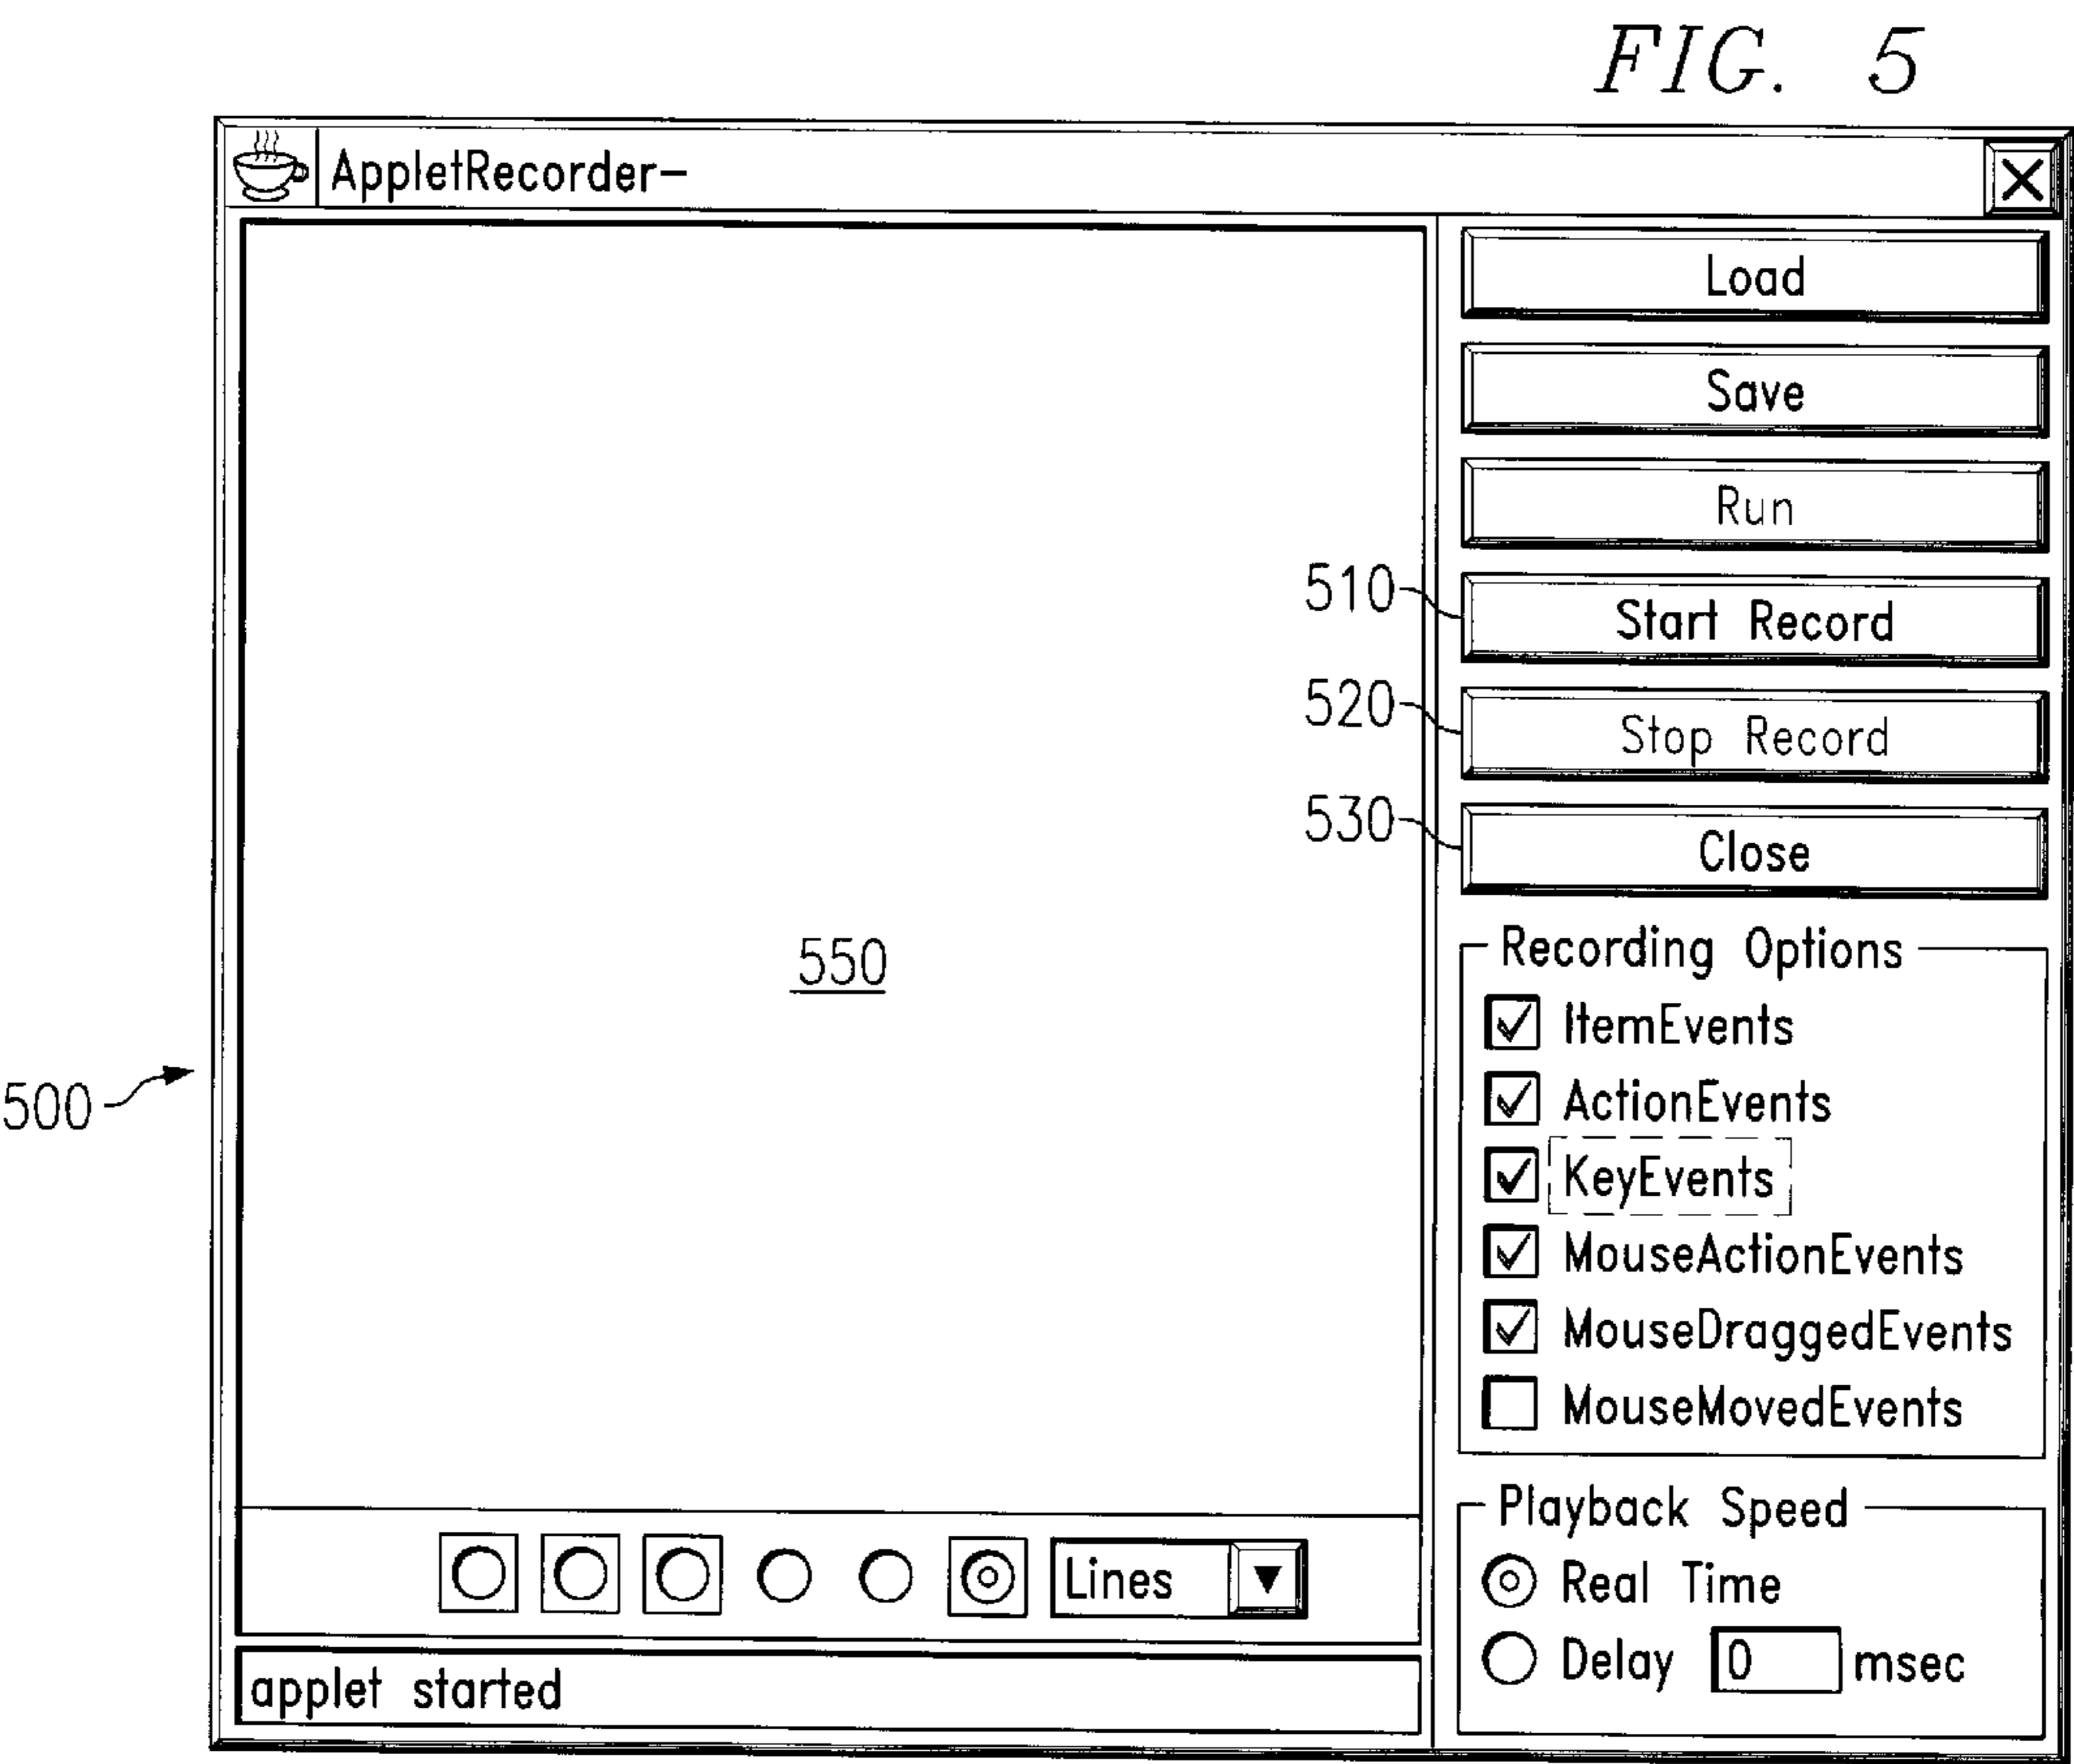 FIG. 5
AppletRecorder-
Load
Save
Run
510
Start Record
520
Stop Record
530
Close
550
Recording Options
ItemEvents
ActionEvents
KeyEvents
MouseActionEvents
MouseDraggedEvents
MouseMovedEvents
500
Playback Speed
Real Time
Delay 0 msec
Lines
applet started